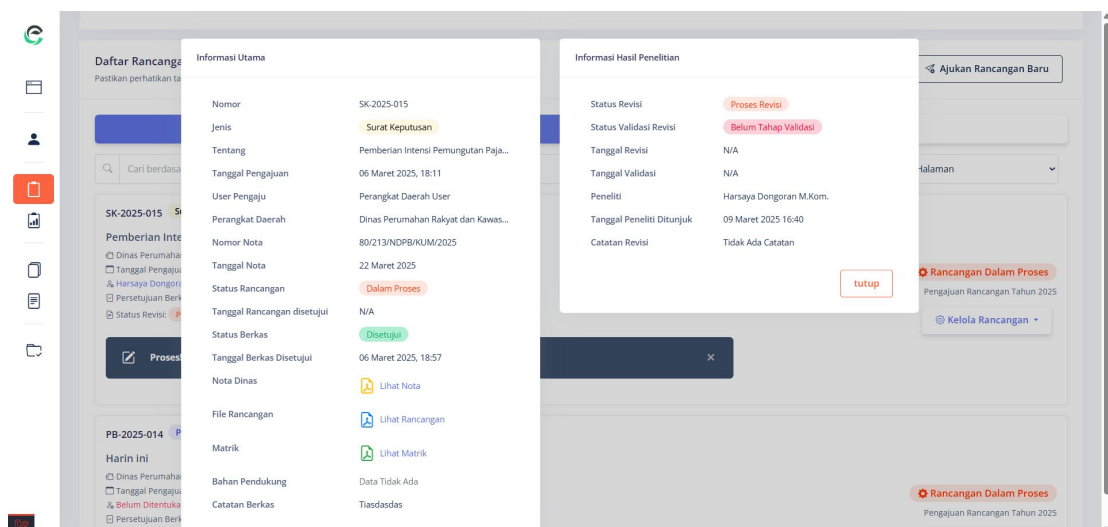 Daftar Rancanga
Pastikan perhatikan ta
Ajukan Rancangan Baru
Cari berdasa
Halaman
SK-2025-015
Pemberian Inte
Dinas Perumaha
Tanggal Pengajua
Harsaya Dongora
Persetujuan Berk
Status Revisi:
Rancangan Dalam Proses
Pengajuan Rancangan Tahun 2025
Kelola Rancangan
Proses!
PB-2025-014
Harin ini
Dinas Perumaha
Tanggal Pengajua
Belum Ditentuka
Persetujuan Berk
Rancangan Dalam Proses
Pengajuan Rancangan Tahun 2025
Informasi Utama
Nomor SK-2025-015
Jenis Surat Keputusan
Tentang Pemberian Intensi Pemungutan Paja...
Tanggal Pengajuan 06 Maret 2025, 18:11
User Pengaju Perangkat Daerah User
Perangkat Daerah Dinas Perumahan Rakyat dan Kawas...
Nomor Nota 80/213/NDPB/KUM/2025
Tanggal Nota 22 Maret 2025
Status Rancangan Dalam Proses
Tanggal Rancangan disetujui N/A
Status Berkas Disetujui
Tanggal Berkas Disetujui 06 Maret 2025, 18:57
Nota Dinas Lihat Nota
File Rancangan Lihat Rancangan
Matrik Lihat Matrik
Bahan Pendukung Data Tidak Ada
Catatan Berkas Tiasdasdas
Informasi Hasil Penelitian
Status Revisi Proses Revisi
Status Validasi Revisi Belum Tahap Validasi
Tanggal Revisi N/A
Tanggal Validasi N/A
Peneliti Harsaya Dongoran M.Kom.
Tanggal Peneliti Ditunjuk 09 Maret 2025 16:40
Catatan Revisi Tidak Ada Catatan
tutup